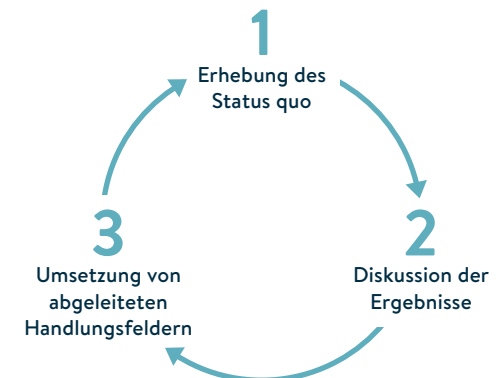 1
Erhebung des
Status quo
2
Diskussion der
Ergebnisse
3
Umsetzung von
abgeleiteten
Handlungsfeldern